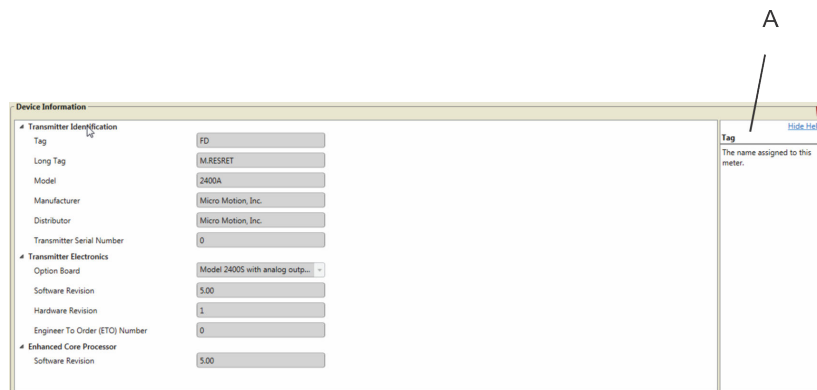 A
Device Information
Transmitter Identification
Hide Hel
Tag FD
Tag
Long Tag M.RESRET
The name assigned to this
meter.
Model 2400A
Manufacturer Micro Motion, Inc.
Distributor Micro Motion, Inc.
Transmitter Serial Number 0
Transmitter Electronics
Option Board Model 2400S with analog outp...
Software Revision 5.00
Hardware Revision 1
Engineer To Order (ETO) Number 0
Enhanced Core Processor
Software Revision 5.00